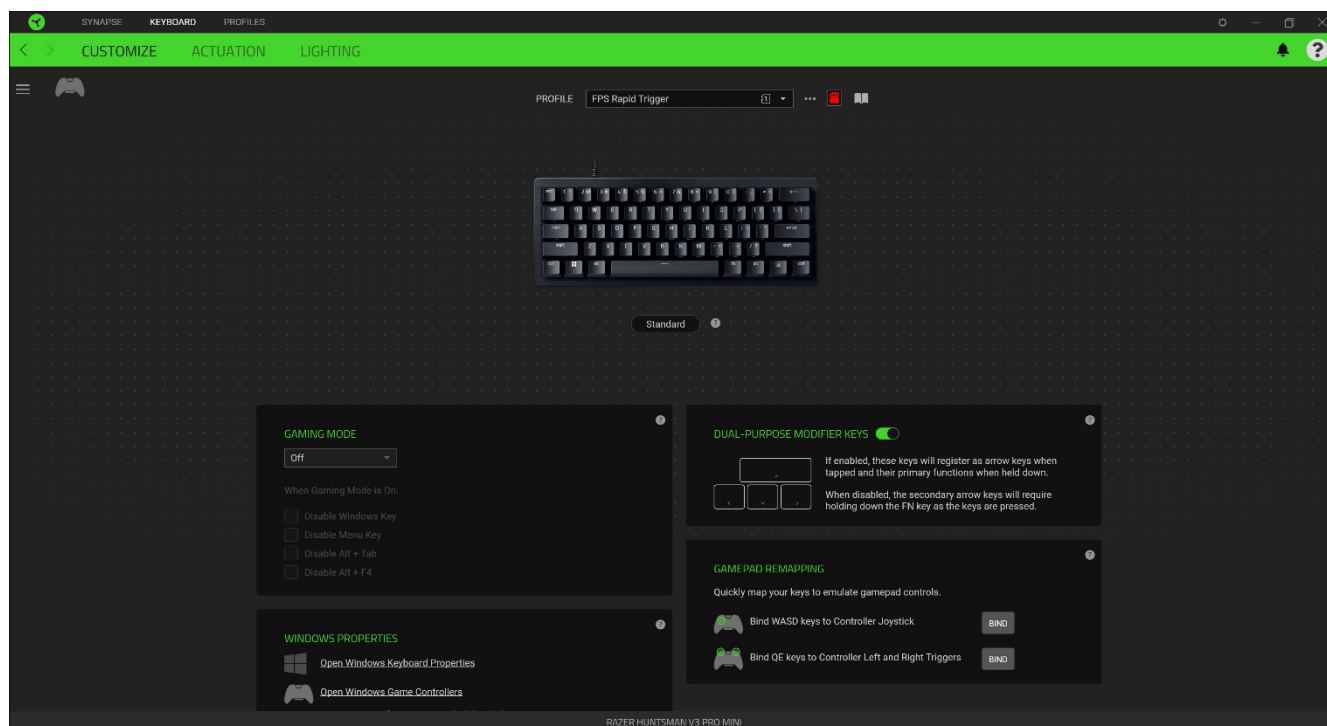 SYNAPSE KEYBOARD PROFILES
CUSTOMIZE ACTUATION LIGHTING
PROFILE FPS Rapid Trigger 1
Standard ?
GAMING MODE
Off
When Gaming Mode is On:
Disable Windows Key
Disable Menu Key
Disable Alt + Tab
Disable Alt + F4
WINDOWS PROPERTIES
Open Windows Keyboard Properties
Open Windows Game Controllers
DUAL-PURPOSE MODIFIER KEYS
If enabled, these keys will register as arrow keys when
tapped and their primary functions when held down.
When disabled, the secondary arrow keys will require
holding down the FN key as the keys are pressed.
GAMEPAD REMAPPING
Quickly map your keys to emulate gamepad controls.
Bind WASD keys to Controller Joystick BIND
Bind QE keys to Controller Left and Right Triggers BIND
RAZER HUNTSMAN V3 PRO MINI